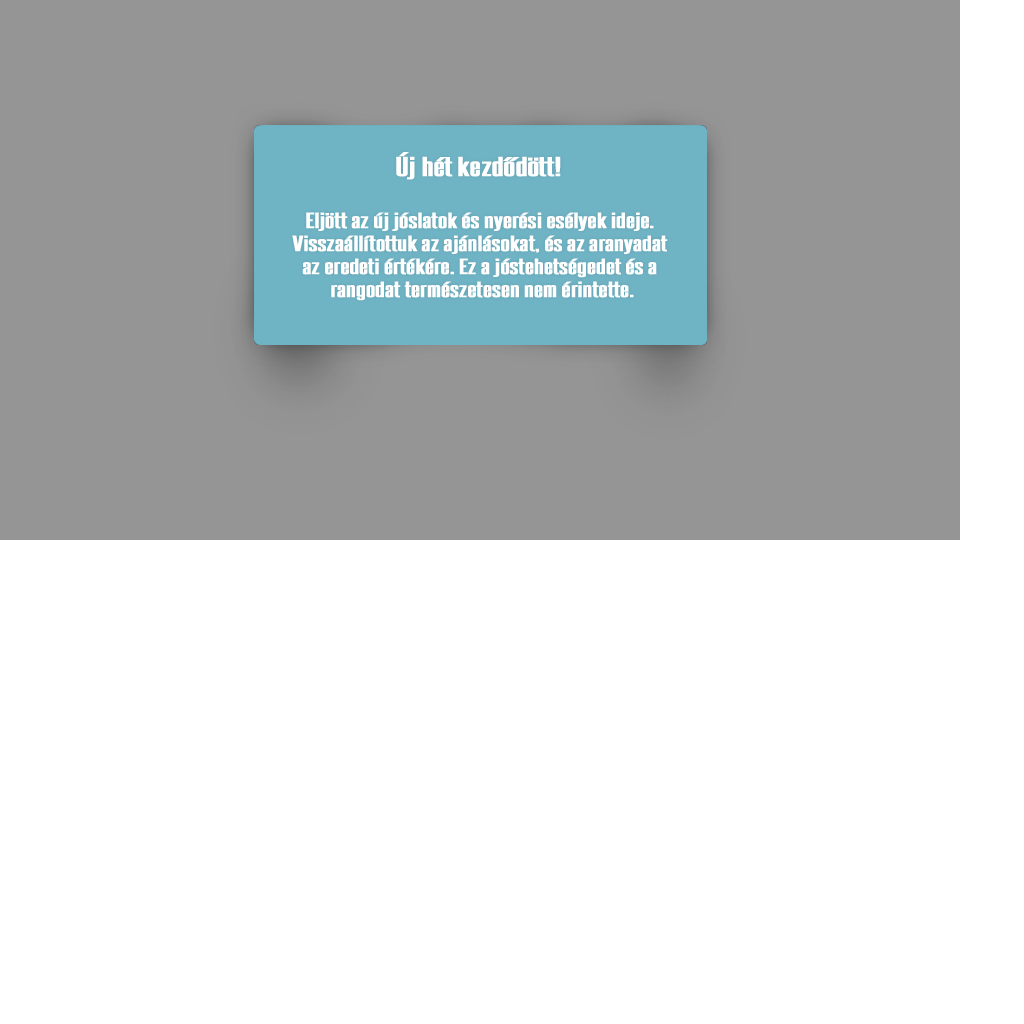 Új hét kezdődött!
Eljött az új jóslatok és nyerési esélyek ideje.
Visszaállítottuk az ajánlásokat, és az aranyadat
az eredeti értékére. Ez a jóstehetségedet és a
rangodat természetesen nem érintette.